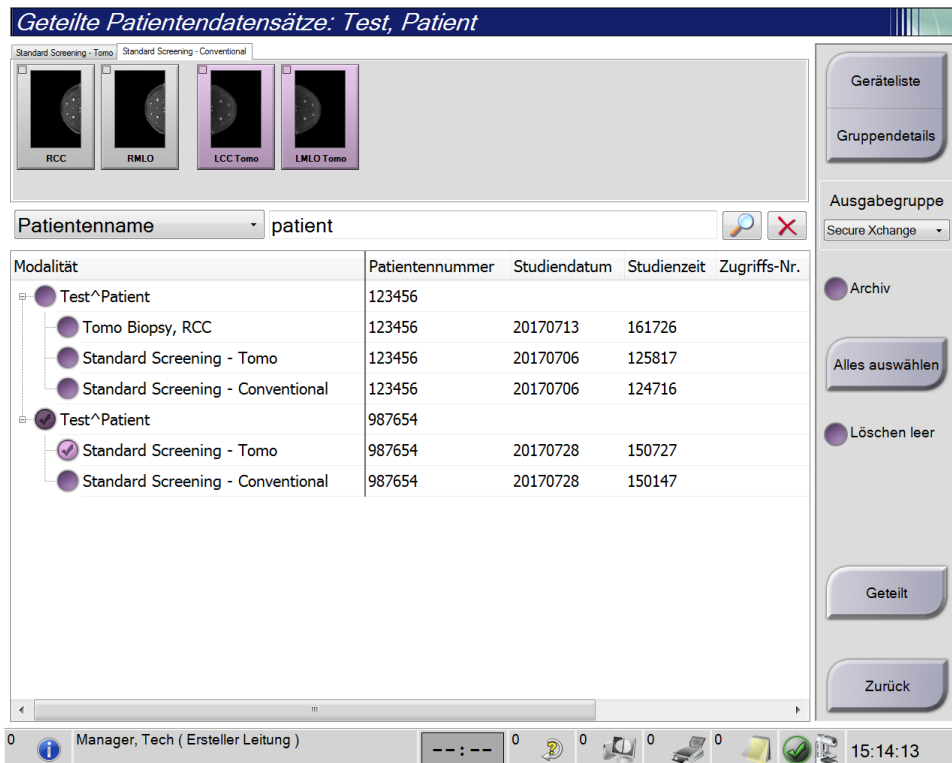 Geteilte Patientendatensätze: Test, Patient
Standard Screening - Tomo Standard Screening - Conventional
RCC RMLO LCC Tomo LMLO Tomo
Geräteliste
Gruppendetails
Ausgabegruppe
Secure Xchange
Patientenname patient
Modalität Patientennummer Studiendatum Studienzeit Zugriffs-Nr.
Test^Patient 123456
Tomo Biopsy, RCC 123456 20170713 161726
Standard Screening - Tomo 123456 20170706 125817
Standard Screening - Conventional 123456 20170706 124716
Test^Patient 987654
Standard Screening - Tomo 987654 20170728 150727
Standard Screening - Conventional 987654 20170728 150147
Archiv
Alles auswählen
Löschen leer
Geteilt
Zurück
0 Manager, Tech ( Ersteller Leitung ) --:-- 0 0 0 0 15:14:13